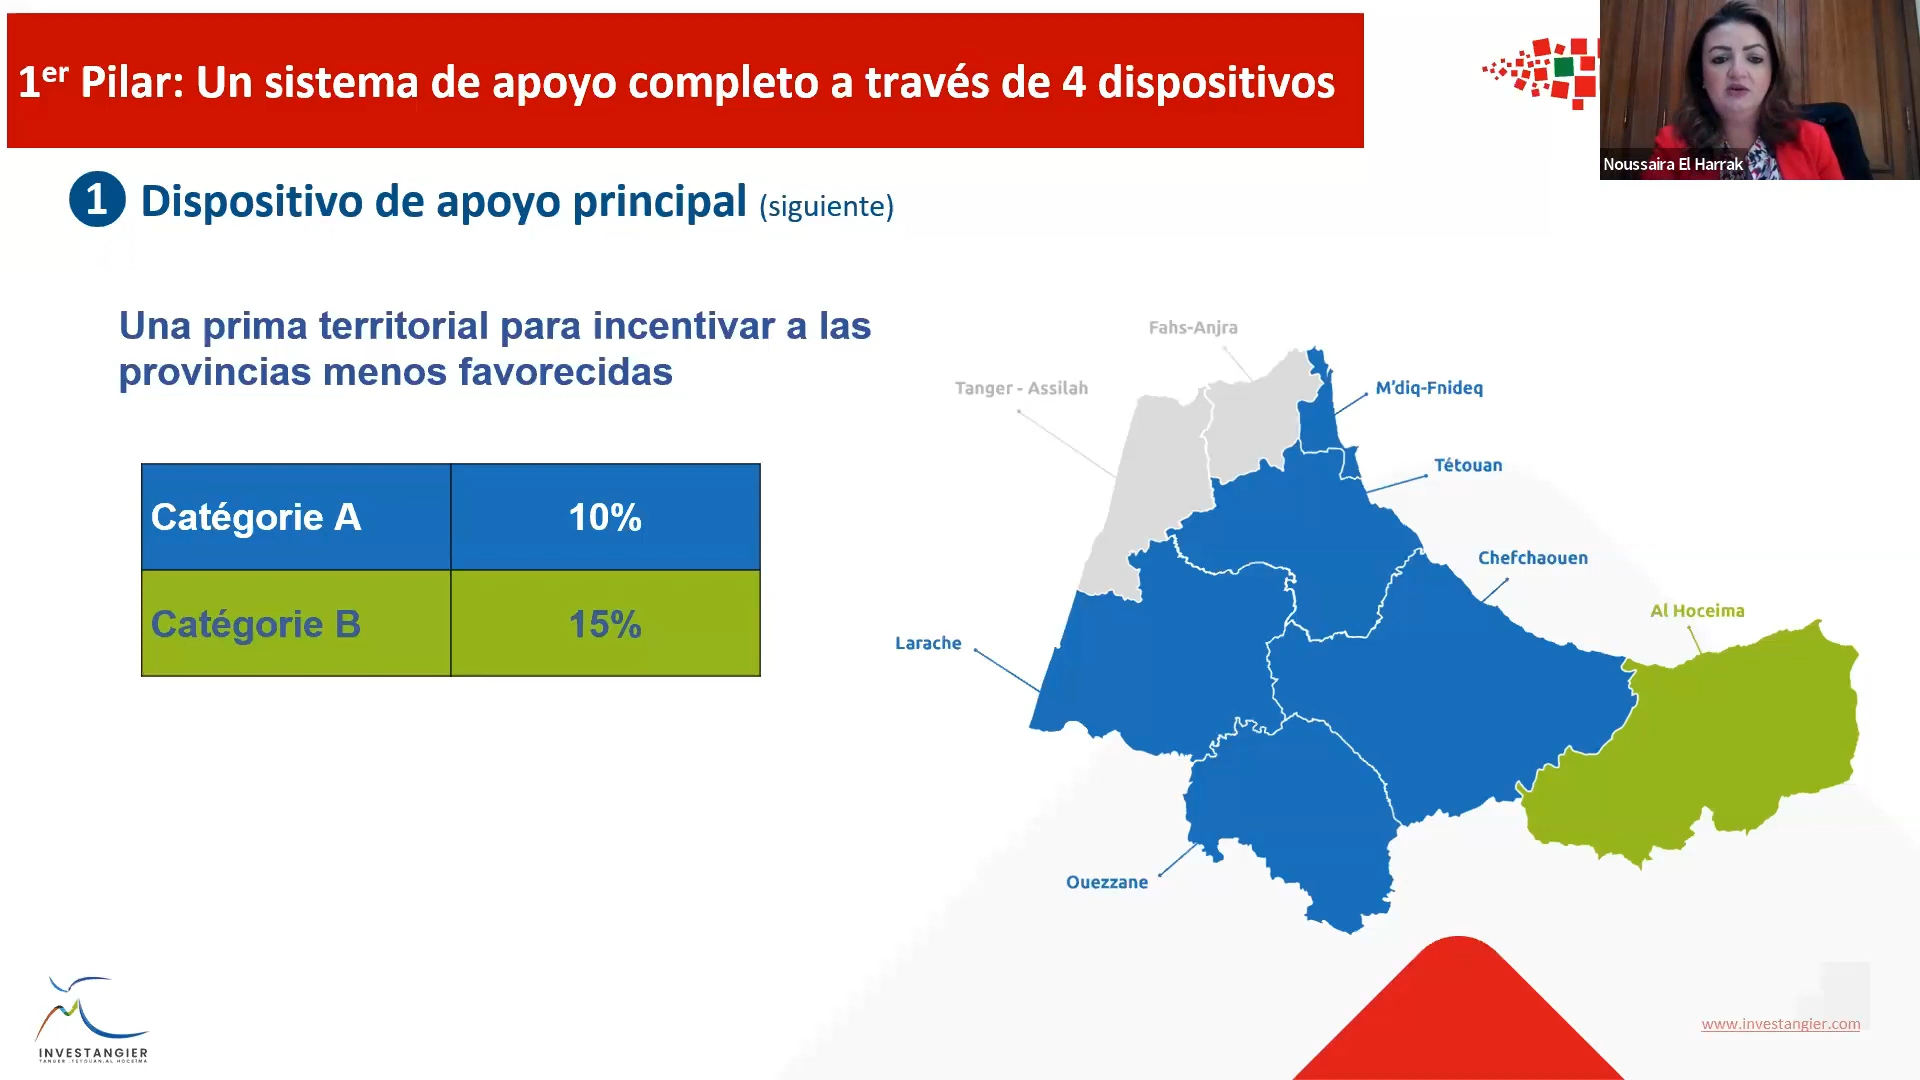 1er Pilar: Un sistema de apoyo completo a través de 4 dispositivos
Noussaira El Harrak
1 Dispositivo de apoyo principal (siguiente)
Una prima territorial para incentivar a las
provincias menos favorecidas
Catégorie A 10%
Catégorie B 15%
Fahs-Anjra
Tanger - Assilah
M'diq-Fnideq
Tétouan
Chefchaouen
Al Hoceima
Larache
Ouezzane
INVESTANGIER
TANGER.TETOUAN.AL HOCEIMA
www.investangier.com